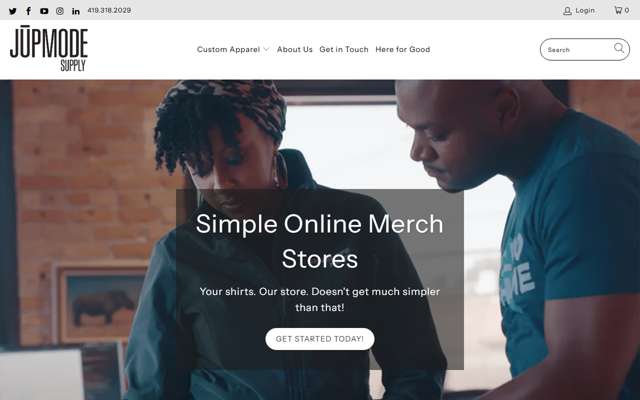 419.318.2029
Login
0
JŪPMODE
SUPPLY
Custom Apparel
About Us
Get in Touch
Here for Good
Search
Simple Online Merch
Stores
Your shirts. Our store. Doesn't get much simpler
than that!
GET STARTED TODAY!